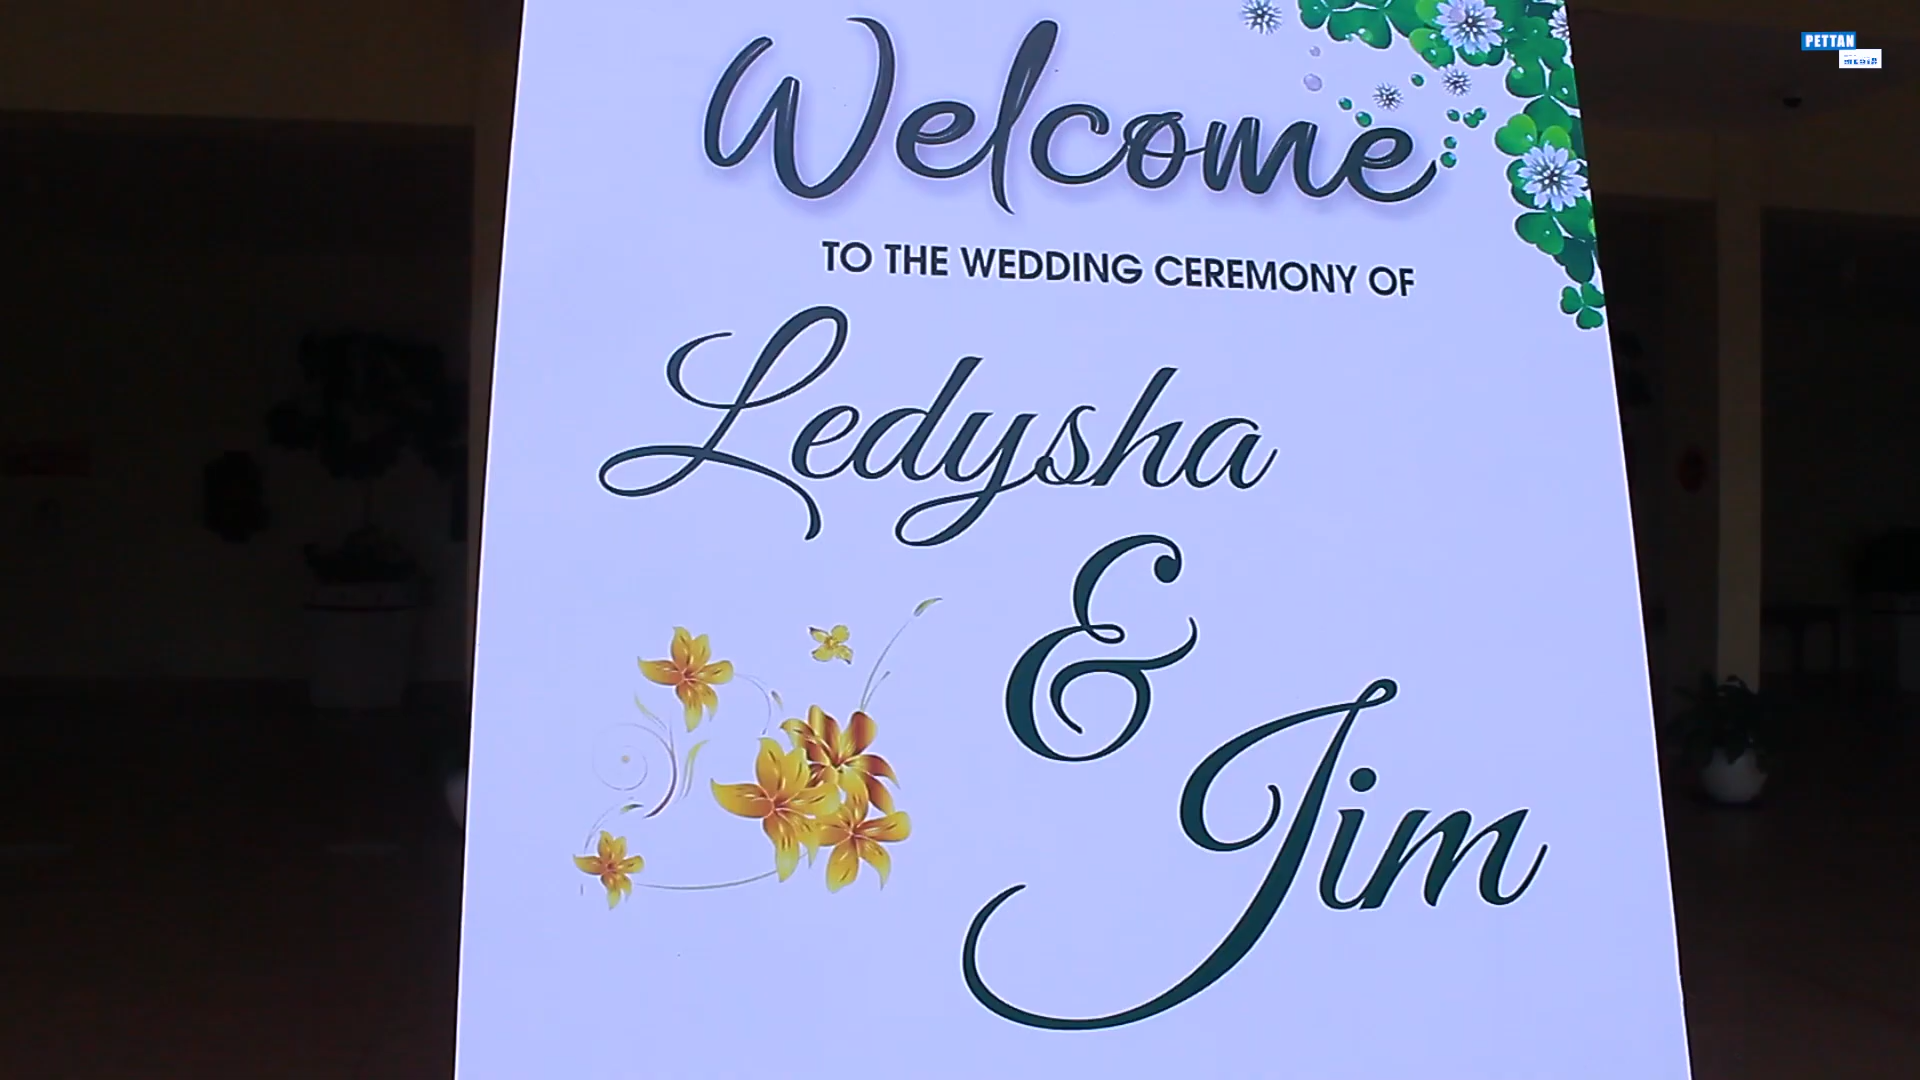 Welcome
TO THE WEDDING CEREMONY OF
Ledysha
&
Jim
PETTAN